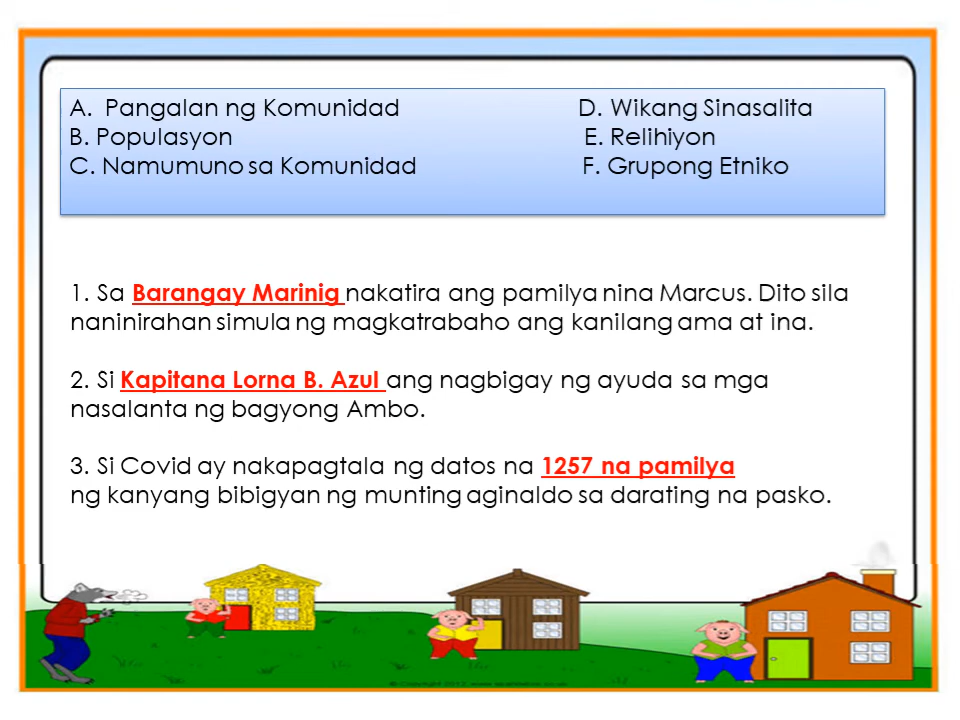 A. Pangalan ng Komunidad D. Wikang Sinasalita
B. Populasyon E. Relihiyon
C. Namumuno sa Komunidad F. Grupong Etniko
1. Sa Barangay Marinig nakatira ang pamilya nina Marcus. Dito sila
naninirahan simula ng magkatrabaho ang kanilang ama at ina.
2. Si Kapitana Lorna B. Azul ang nagbigay ng ayuda sa mga
nasalanta ng bagyong Ambo.
3. Si Covid ay nakapagtala ng datos na 1257 na pamilya
ng kanyang bibigyan ng munting aginaldo sa darating na pasko.